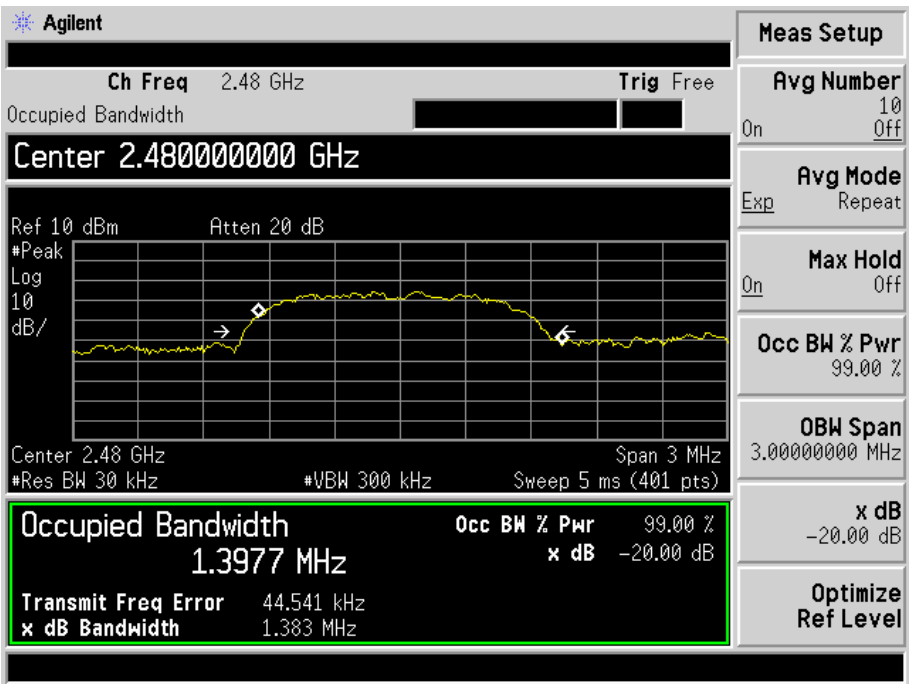 Agilent
Meas Setup
Ch Freq 2.48 GHz Trig Free
Occupied Bandwidth
Center 2.480000000 GHz
Ref 10 dBm Atten 20 dB
#Peak
Log
10
dB/
Center 2.48 GHz Span 3 MHz
#Res BW 30 kHz #VBW 300 kHz Sweep 5 ms (401 pts)
Occupied Bandwidth Occ BW % Pwr 99.00 %
1.3977 MHz x dB -20.00 dB
Transmit Freq Error 44.541 kHz
x dB Bandwidth 1.383 MHz
Avg Number
10
On Off
Avg Mode
Exp Repeat
Max Hold
On Off
Occ BW % Pwr
99.00 %
OBW Span
3.00000000 MHz
x dB
-20.00 dB
Optimize
Ref Level